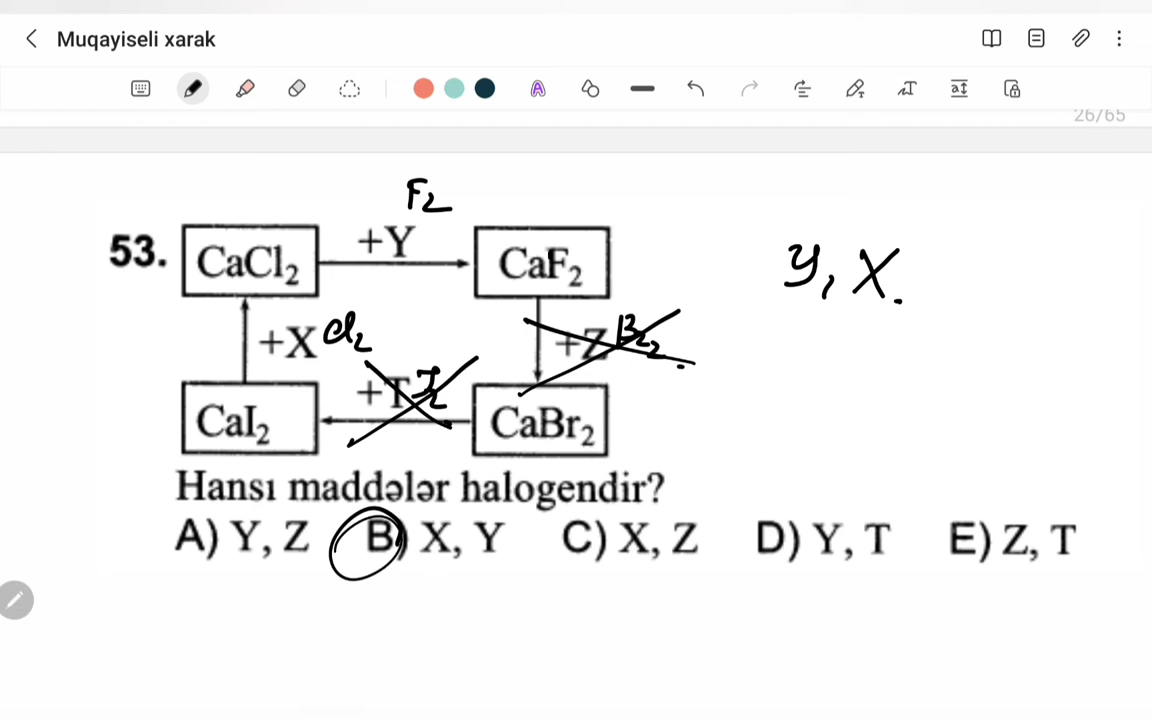 Muqayiseli xarak
26/65
F2
53. CaCl₂ +Y CaF₂
y, X.
+X Cl2 +Z Br2
+T I2
CaI₂ CaBr₂
Hansı maddələr halogendir?
A) Y, Z B) X, Y C) X, Z D) Y, T E) Z, T